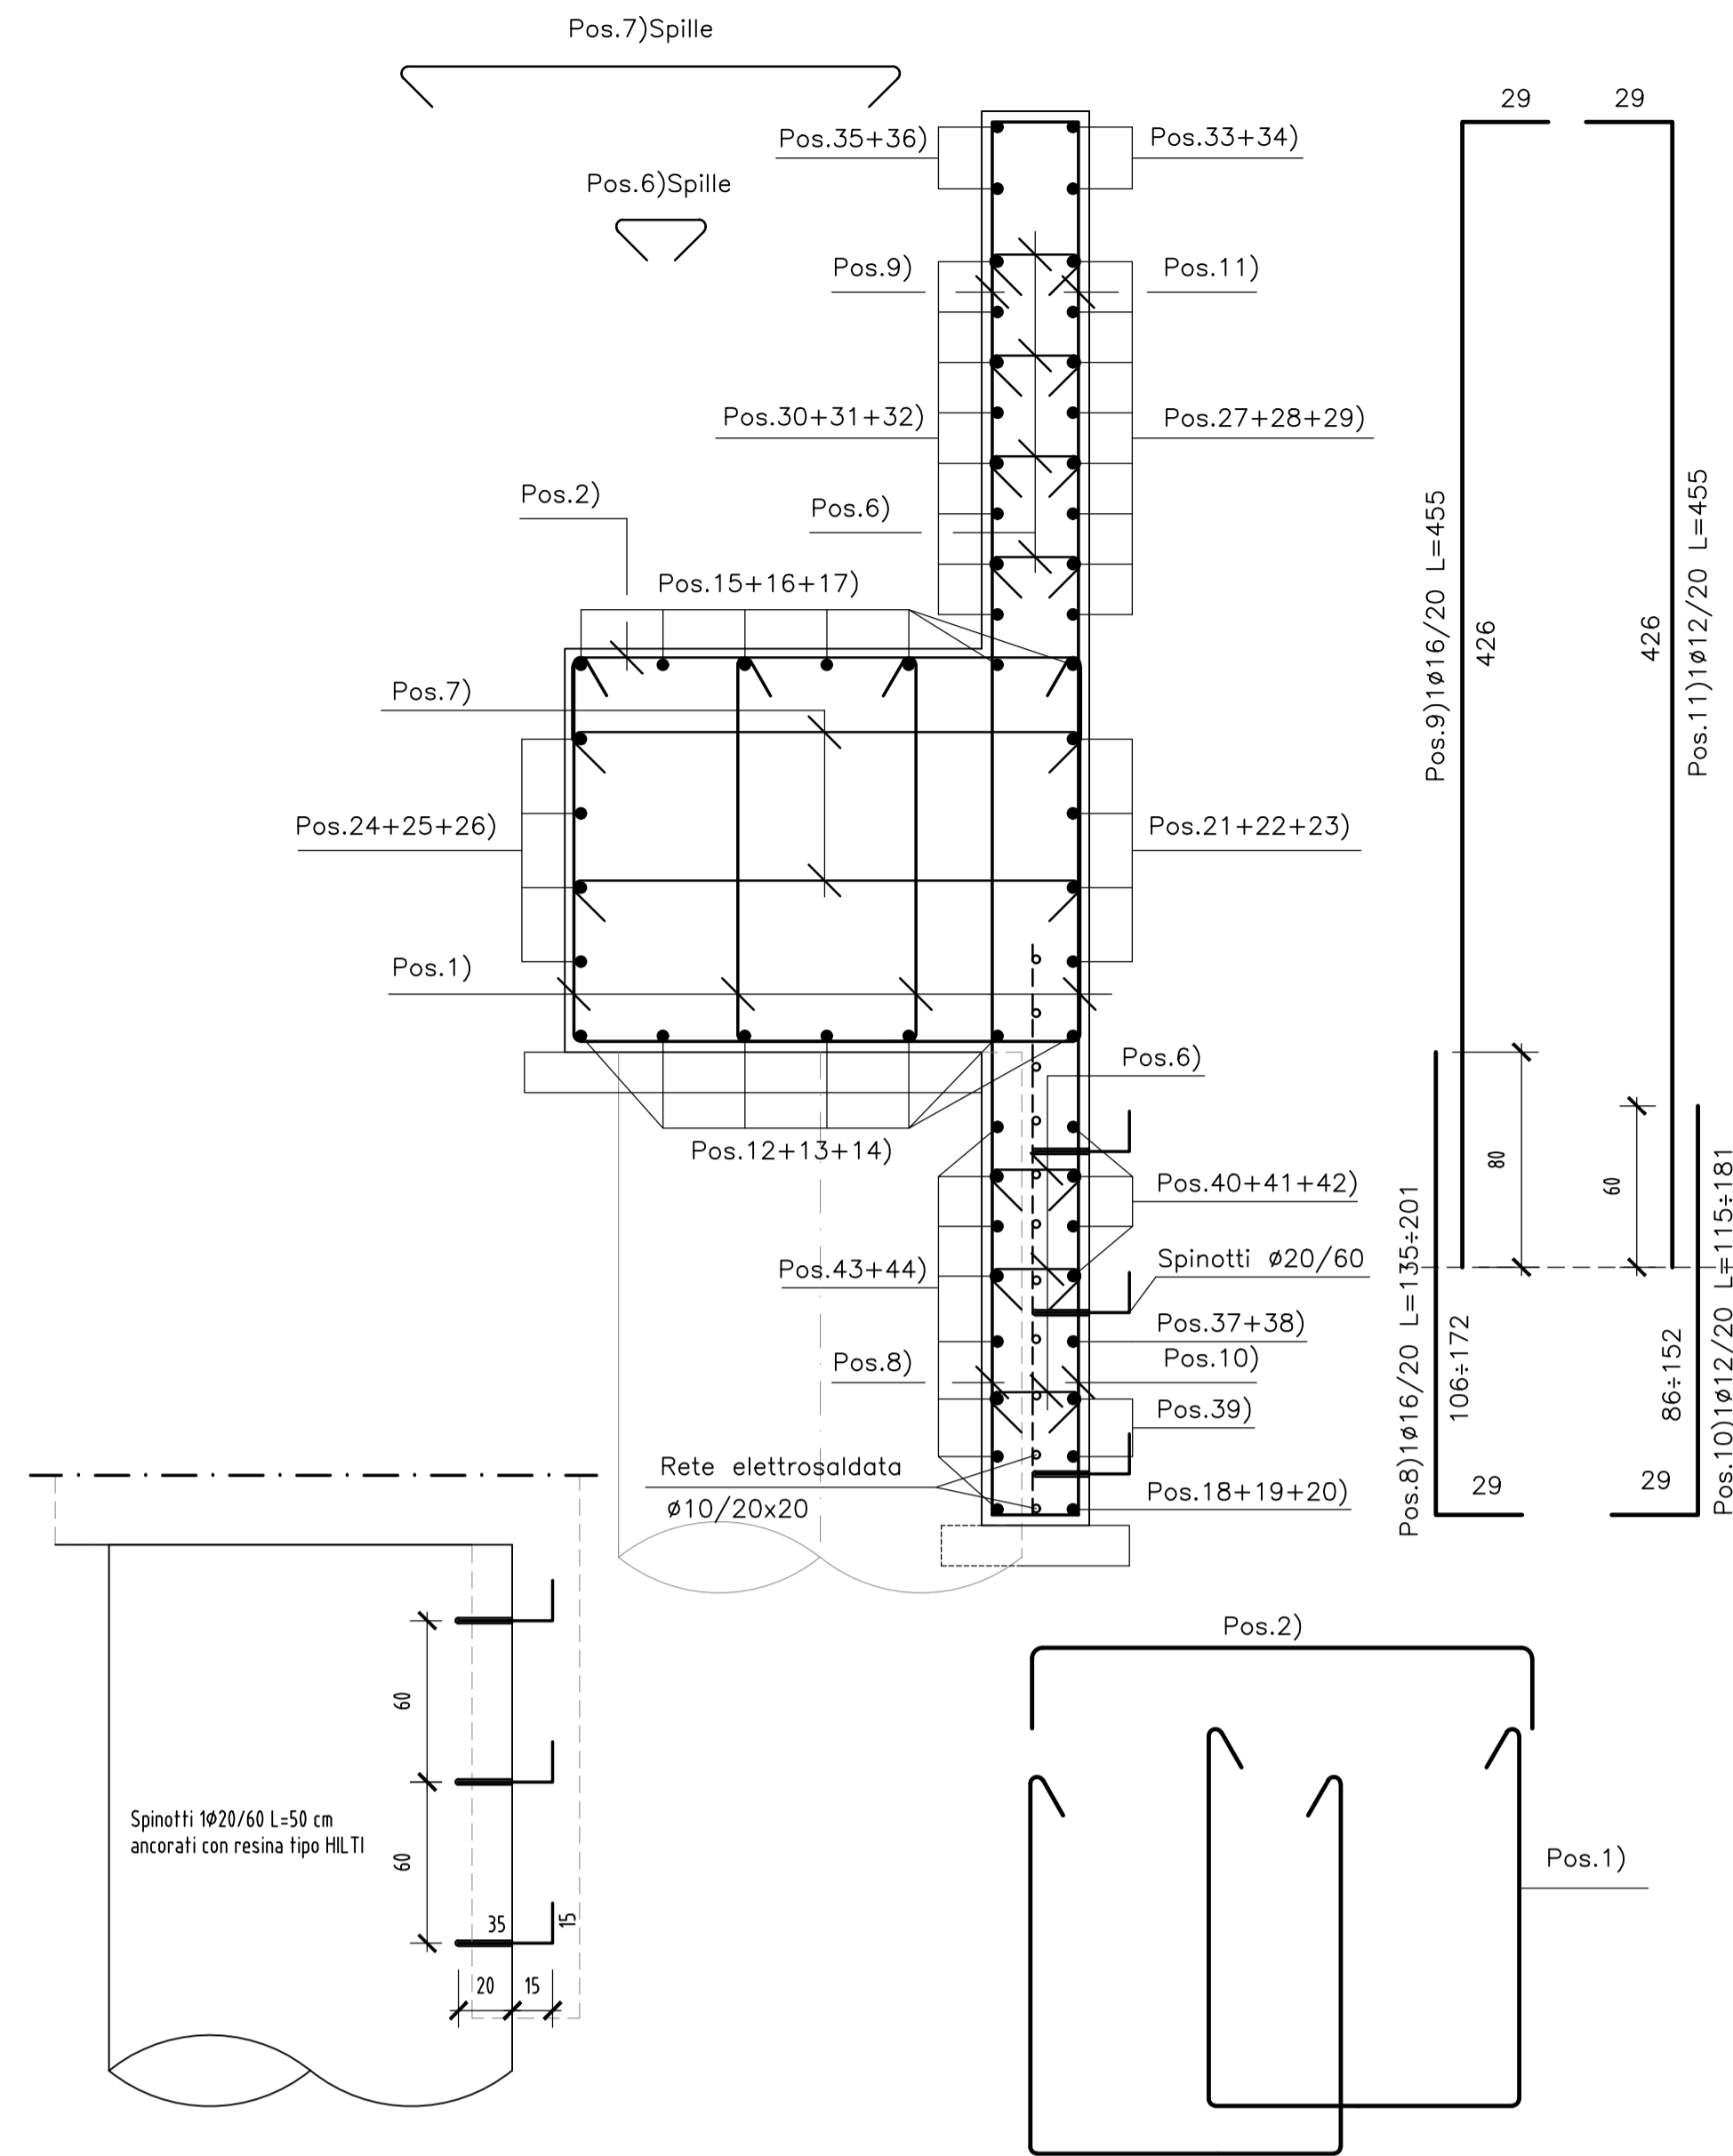 Pos.7)Spille
29
29
Pos.35+36)
Pos.33+34)
Pos.6)Spille
Pos.9)
Pos.11)
Pos.30+31+32)
Pos.27+28+29)
Pos.2)
Pos.6)
Pos.9)1ø16/20 L=455
426
426
Pos.11)1ø12/20 L=455
Pos.15+16+17)
Pos.7)
Pos.24+25+26)
Pos.21+22+23)
Pos.1)
Pos.6)
Pos.12+13+14)
80
60
Pos.40+41+42)
Pos.43+44)
Spinotti ø20/60
Pos.37+38)
Pos.8)
Pos.10)
Pos.39)
Pos.8)1ø16/20 L=135÷201
106÷172
86÷152
Pos.10)1ø12/20 L=115÷181
Rete elettrosaldata
ø10/20x20
Pos.18+19+20)
29
29
60
Spinotti 1ø20/60 L=50 cm
ancorati con resina tipo HILTI
60
35
15
20
15
Pos.2)
Pos.1)